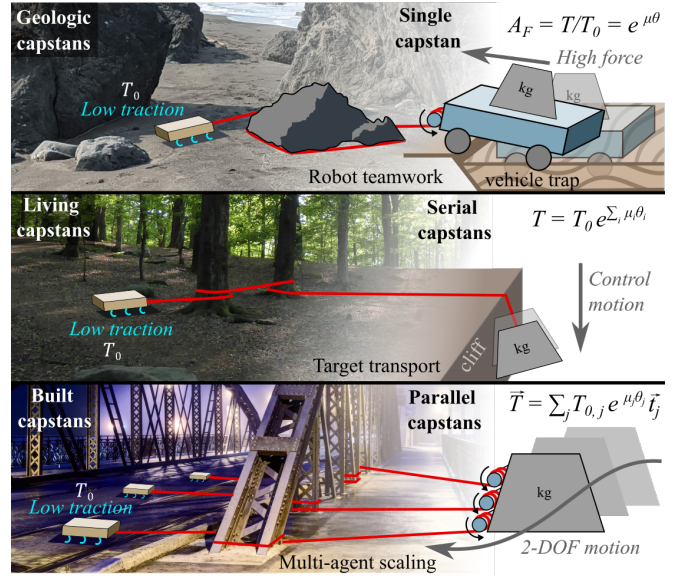 Geologic
capstans
Single
capstan
A_F = T/T_0 = e^{μθ}
High force
T_0
Low traction
kg
kg
Robot teamwork
vehicle trap
Living
capstans
Serial
capstans
T = T_0 e^{∑_i μ_i θ_i}
Control
motion
Low traction
T_0
Target transport
cliff
kg
Built
capstans
Parallel
capstans
T⃗ = ∑_j T_{0,j} e^{μ_j θ_j} t⃗_j
T_0
Low traction
kg
Multi-agent scaling
2-DOF motion